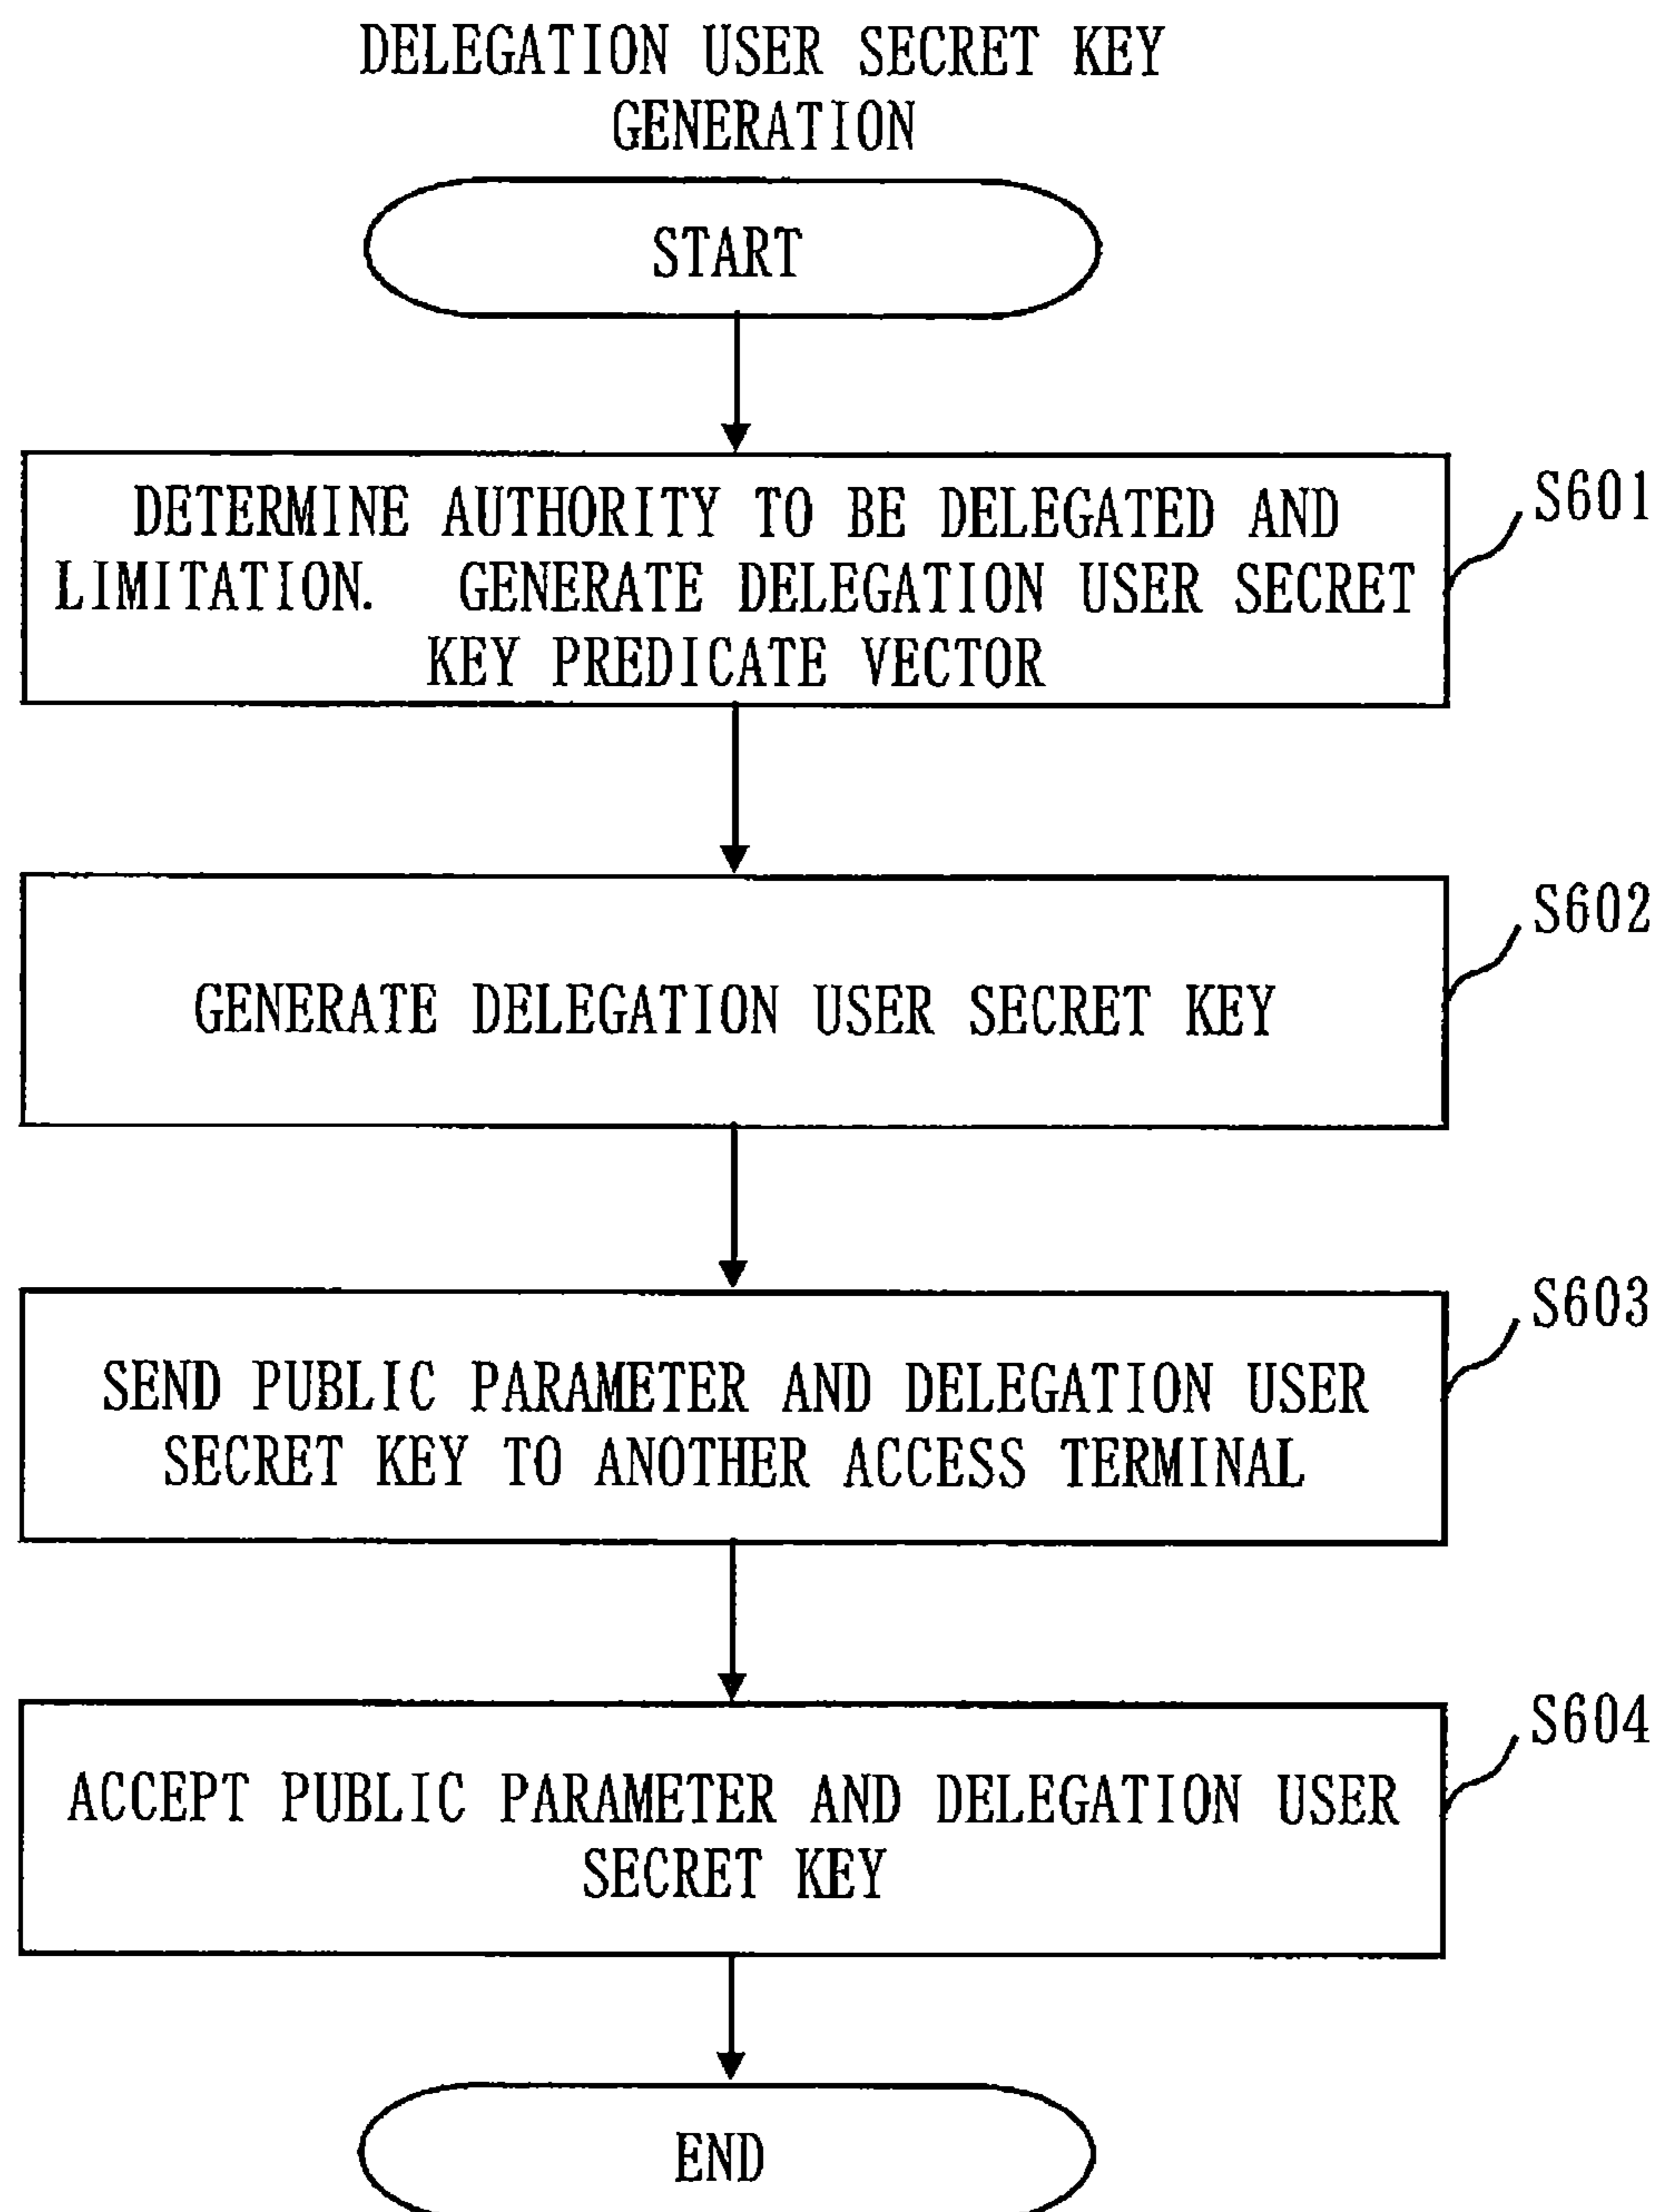 DELEGATION USER SECRET KEY
GENERATION
START
DETERMINE AUTHORITY TO BE DELEGATED AND
LIMITATION. GENERATE DELEGATION USER SECRET
KEY PREDICATE VECTOR
S601
GENERATE DELEGATION USER SECRET KEY
S602
SEND PUBLIC PARAMETER AND DELEGATION USER
SECRET KEY TO ANOTHER ACCESS TERMINAL
S603
ACCEPT PUBLIC PARAMETER AND DELEGATION USER
SECRET KEY
S604
END